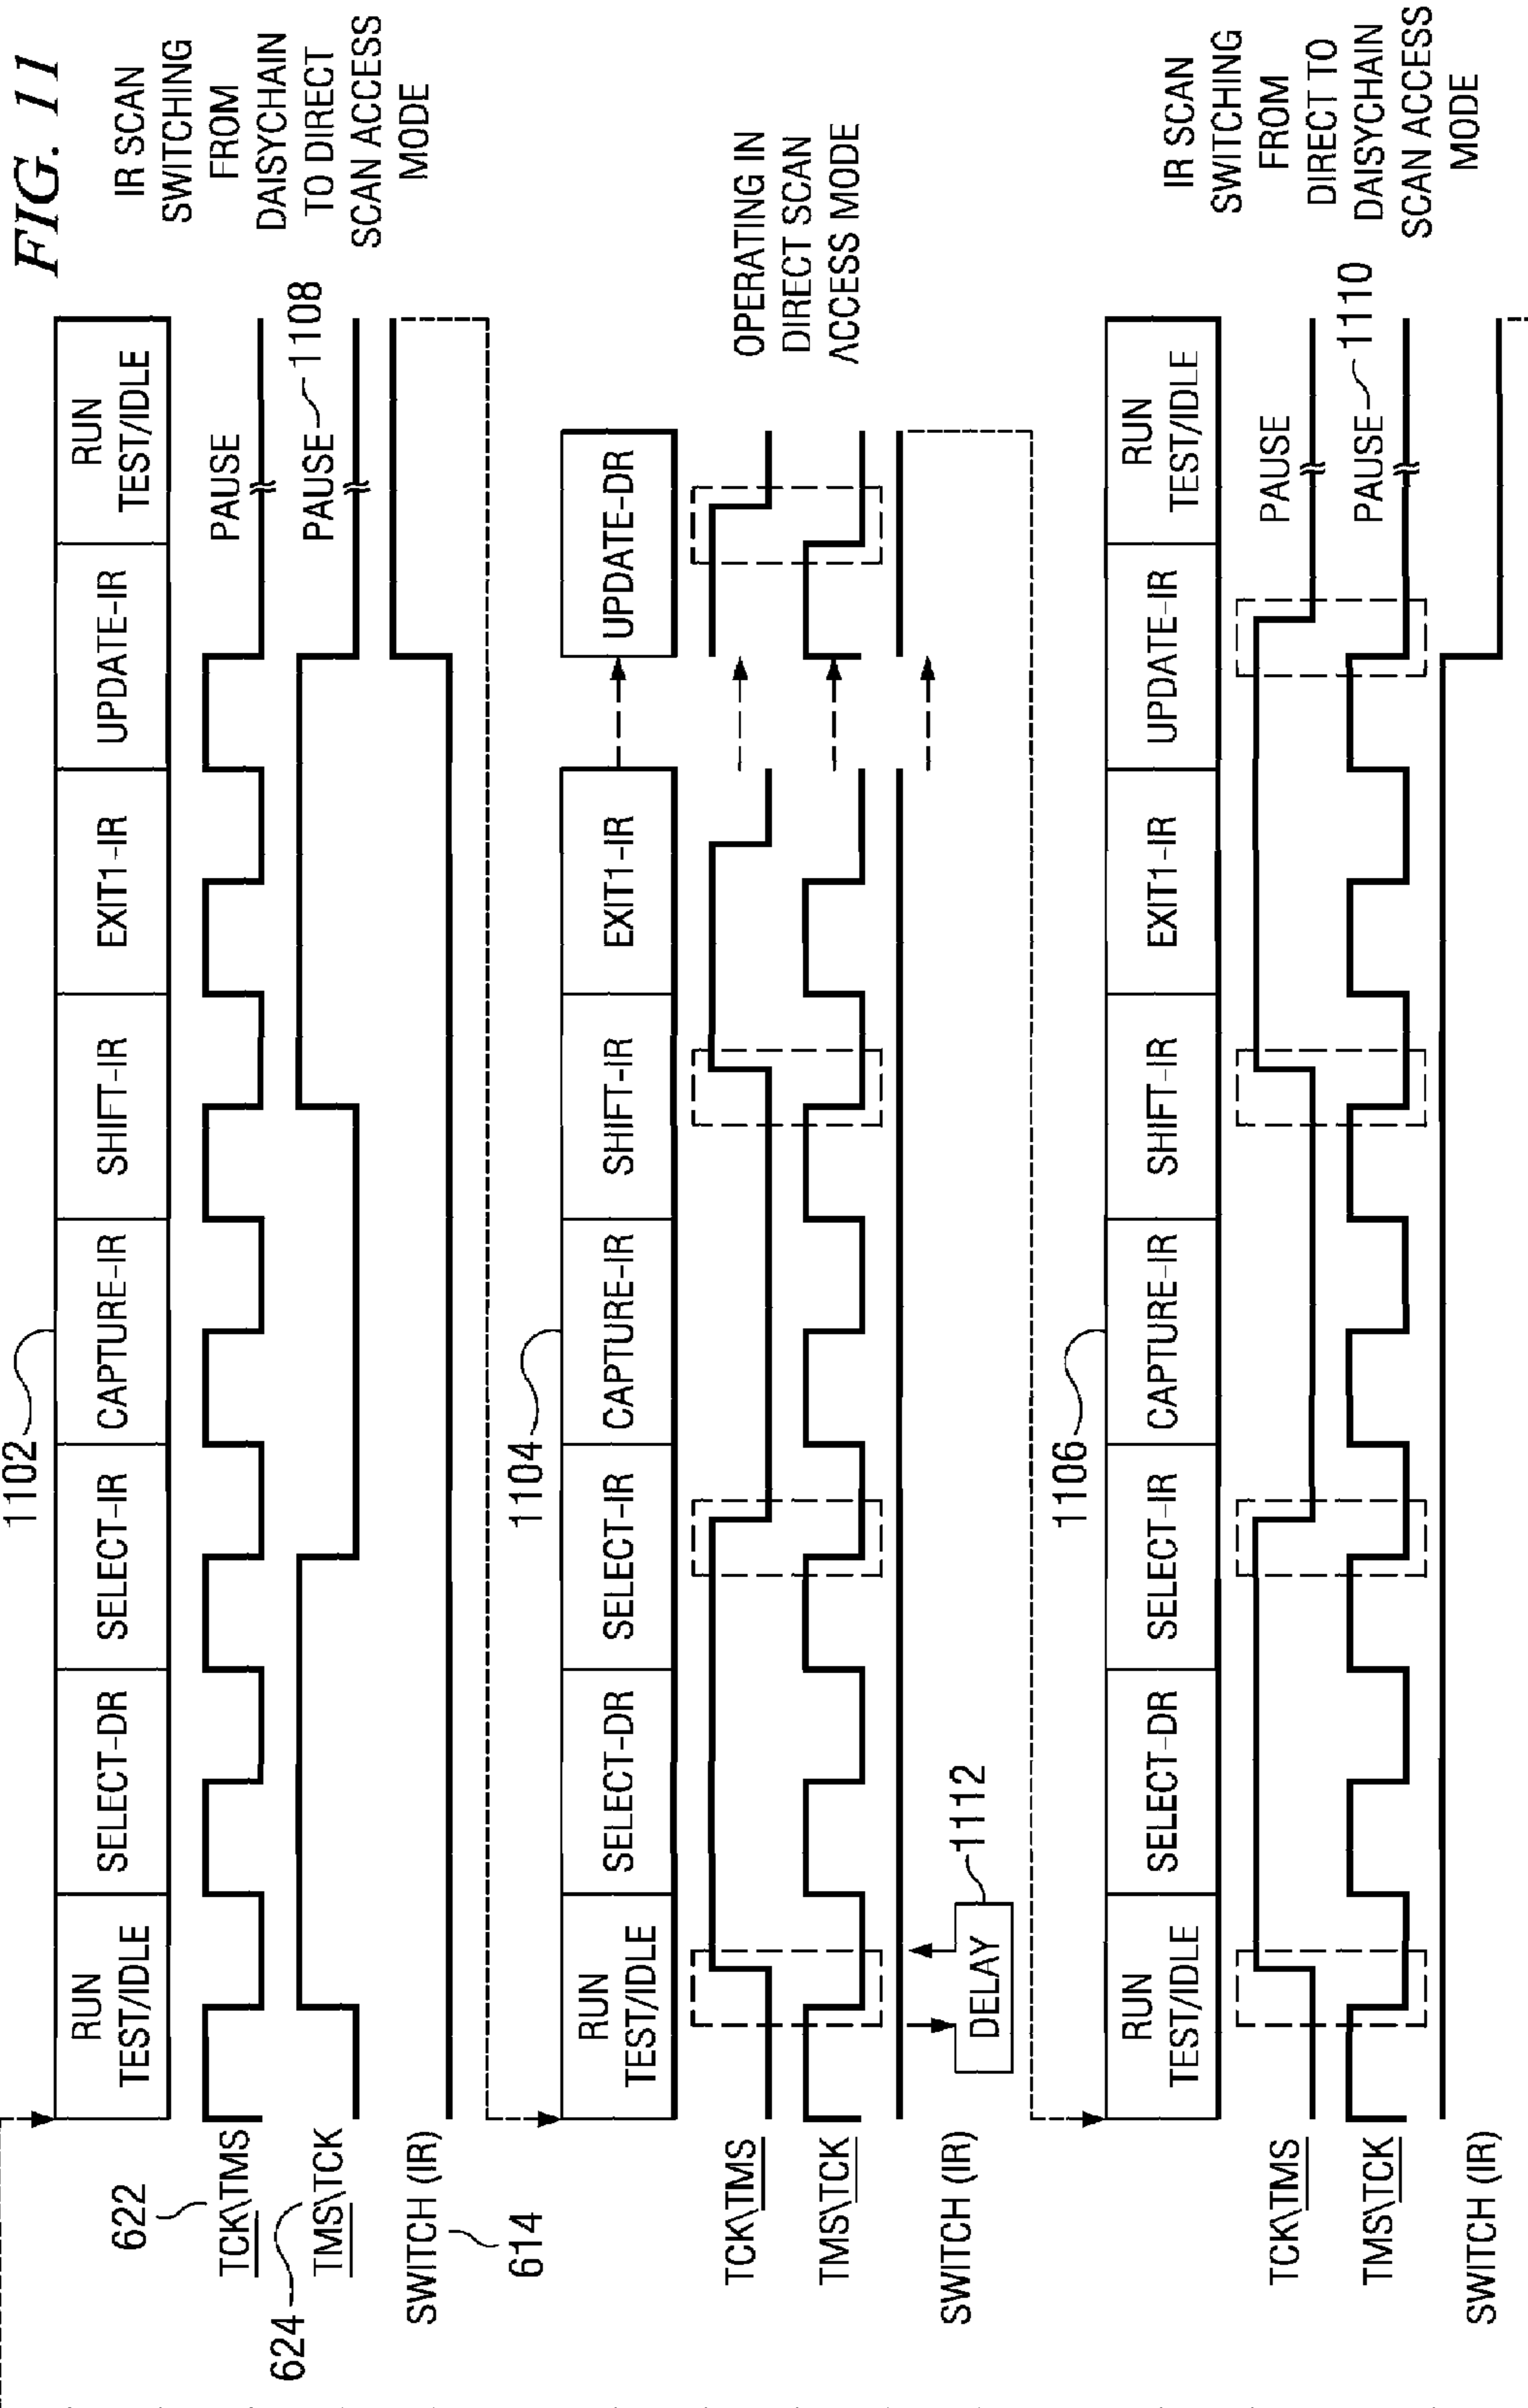 FIG. 11
1102
RUN
TEST/IDLE
SELECT-DR
SELECT-IR
CAPTURE-IR
SHIFT-IR
EXIT1-IR
UPDATE-IR
RUN
TEST/IDLE
IR SCAN
SWITCHING
FROM
DAISYCHAIN
TO DIRECT
SCAN ACCESS
MODE
622
TCK\TMS
PAUSE
624
TMS\TCK
PAUSE
1108
SWITCH (IR)
614
1104
RUN
TEST/IDLE
SELECT-DR
SELECT-IR
CAPTURE-IR
SHIFT-IR
EXIT1-IR
UPDATE-DR
OPERATING IN
DIRECT SCAN
ACCESS MODE
TCK\TMS
TMS\TCK
SWITCH (IR)
DELAY
1112
1106
RUN
TEST/IDLE
SELECT-DR
SELECT-IR
CAPTURE-IR
SHIFT-IR
EXIT1-IR
UPDATE-IR
RUN
TEST/IDLE
IR SCAN
SWITCHING
FROM
DIRECT TO
DAISYCHAIN
SCAN ACCESS
MODE
TCK\TMS
PAUSE
TMS\TCK
PAUSE
1110
SWITCH (IR)